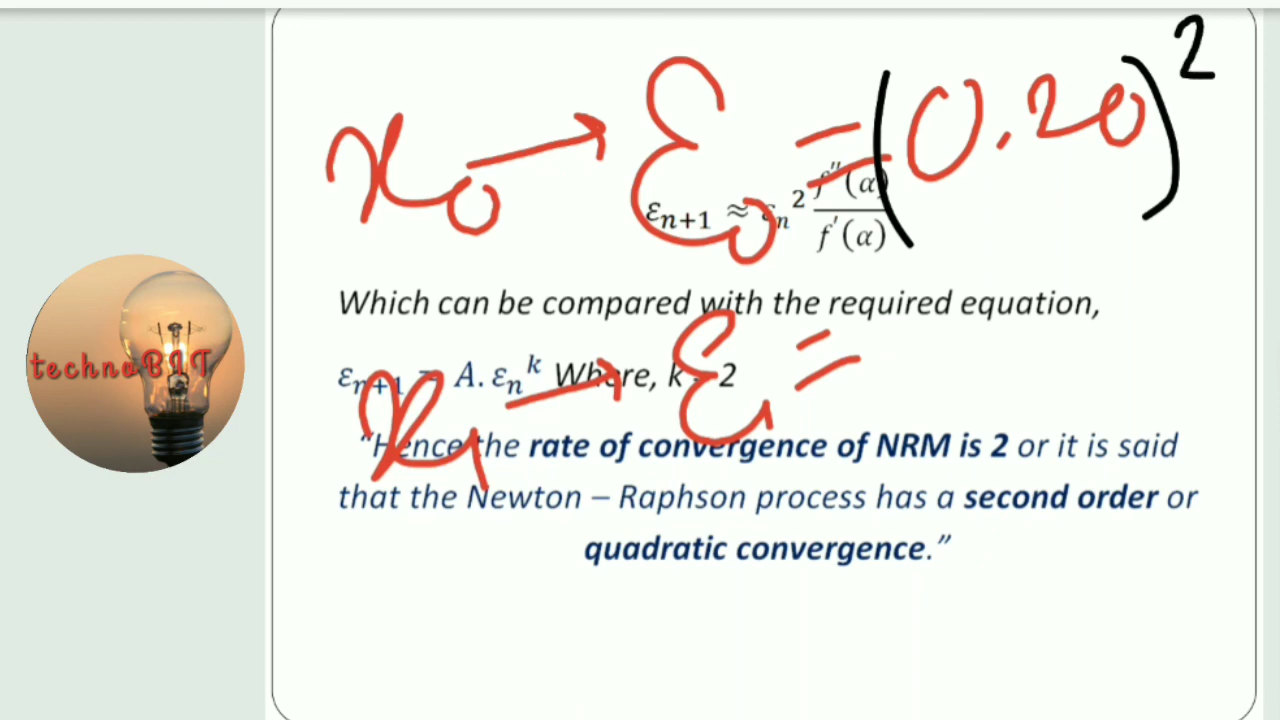 x₀ → ε₀ = (0.20)²
εₙ₊₁ ≈ εₙ² f″(α) / f′(α)
Which can be compared with the required equation,
εₙ₊₁ = A. εₙᵏ Where, k = 2
x₁ → ε₁ =
technoBIT
“Hence the rate of convergence of NRM is 2 or it is said
that the Newton – Raphson process has a second order or
quadratic convergence.”